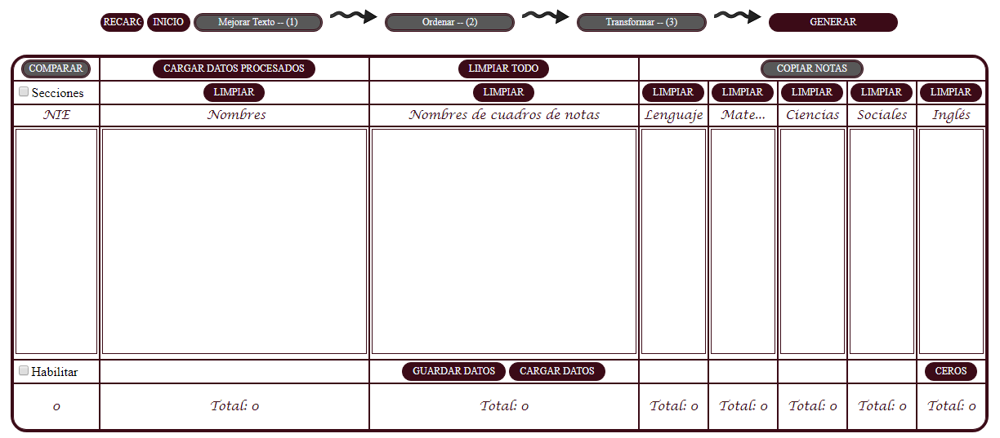 RECARG INICIO Mejorar Texto -- (1) Ordenar -- (2) Transformar -- (3) GENERAR
COMPARAR CARGAR DATOS PROCESADOS LIMPIAR TODO COPIAR NOTAS
Secciones LIMPIAR LIMPIAR LIMPIAR LIMPIAR LIMPIAR LIMPIAR LIMPIAR
NIE Nombres Nombres de cuadros de notas Lenguaje Mate... Ciencias Sociales Inglés
Habilitar GUARDAR DATOS CARGAR DATOS CEROS
0 Total: 0 Total: 0 Total: 0 Total: 0 Total: 0 Total: 0 Total: 0